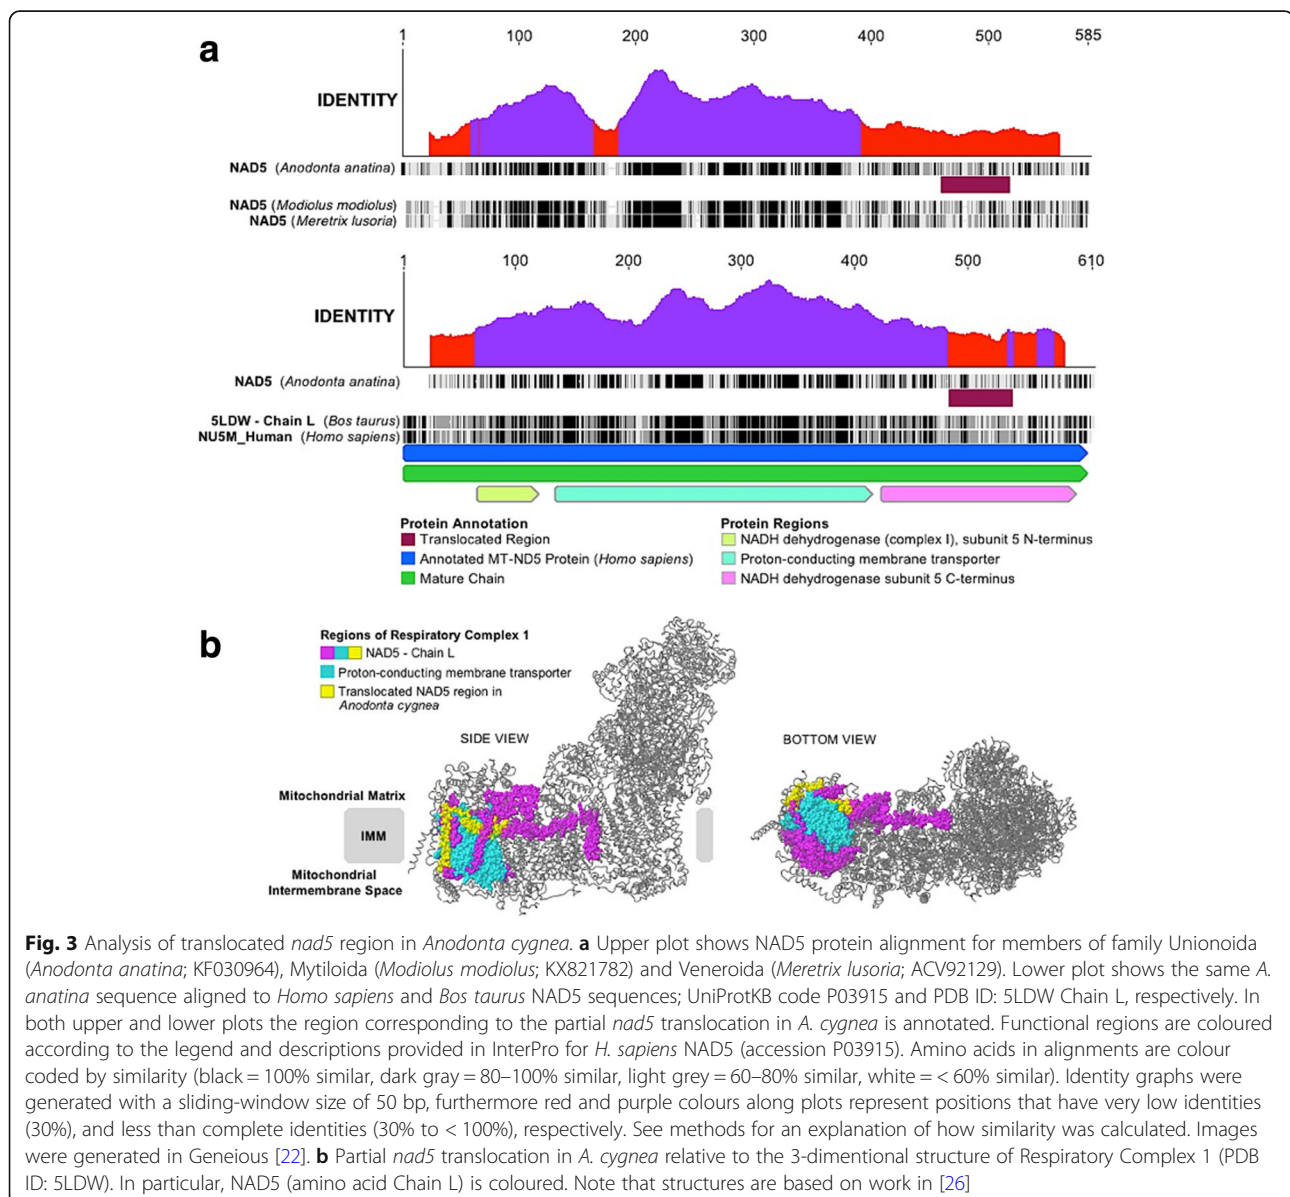 a
1 100 200 300 400 500 585
IDENTITY
NAD5 (Anodonta anatina)
NAD5 (Modiolus modiolus)
NAD5 (Meretrix lusoria)
1 100 200 300 400 500 610
IDENTITY
NAD5 (Anodonta anatina)
5LDW - Chain L (Bos taurus)
NU5M_Human (Homo sapiens)
Protein Annotation
Translocated Region
Annotated MT-ND5 Protein (Homo sapiens)
Mature Chain
Protein Regions
NADH dehydrogenase (complex I), subunit 5 N-terminus
Proton-conducting membrane transporter
NADH dehydrogenase subunit 5 C-terminus
b
Regions of Respiratory Complex 1
NAD5 - Chain L
Proton-conducting membrane transporter
Translocated NAD5 region in
Anodonta cygnea
SIDE VIEW
BOTTOM VIEW
Mitochondrial Matrix
IMM
Mitochondrial
Intermembrane Space
Fig. 3 Analysis of translocated nad5 region in Anodonta cygnea. a Upper plot shows NAD5 protein alignment for members of family Unionoida
(Anodonta anatina; KF030964), Mytiloida (Modiolus modiolus; KX821782) and Veneroida (Meretrix lusoria; ACV92129). Lower plot shows the same A.
anatina sequence aligned to Homo sapiens and Bos taurus NAD5 sequences; UniProtKB code P03915 and PDB ID: 5LDW Chain L, respectively. In
both upper and lower plots the region corresponding to the partial nad5 translocation in A. cygnea is annotated. Functional regions are coloured
according to the legend and descriptions provided in InterPro for H. sapiens NAD5 (accession P03915). Amino acids in alignments are colour
coded by similarity (black = 100% similar, dark gray = 80–100% similar, light grey = 60–80% similar, white = < 60% similar). Identity graphs were
generated with a sliding-window size of 50 bp, furthermore red and purple colours along plots represent positions that have very low identities
(30%), and less than complete identities (30% to < 100%), respectively. See methods for an explanation of how similarity was calculated. Images
were generated in Geneious [22]. b Partial nad5 translocation in A. cygnea relative to the 3-dimentional structure of Respiratory Complex 1 (PDB
ID: 5LDW). In particular, NAD5 (amino acid Chain L) is coloured. Note that structures are based on work in [26]